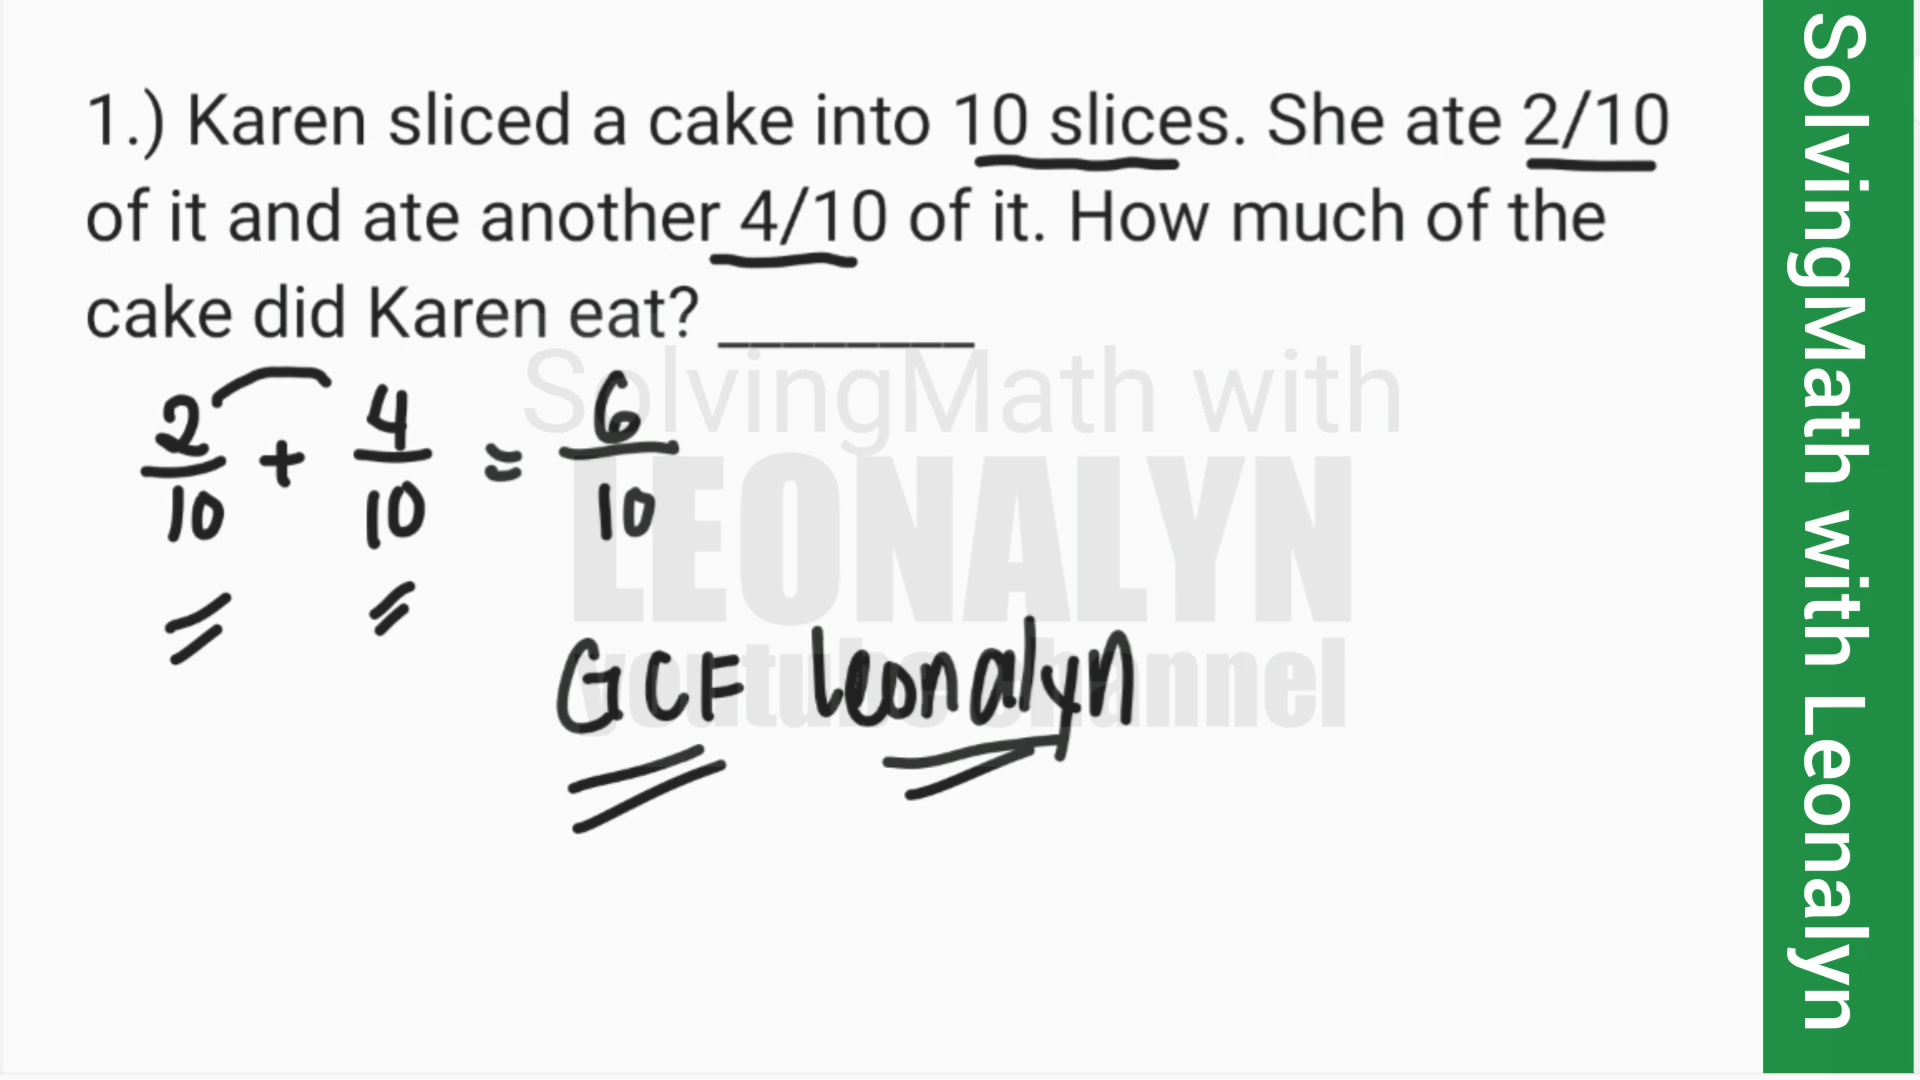 1.) Karen sliced a cake into 10 slices. She ate 2/10
of it and ate another 4/10 of it. How much of the
cake did Karen eat? ________
2/10 + 4/10 = 6/10
SolvingMath with
LEONALYN
youtube channel
GCF leonalyn
SolvingMath with Leonalyn